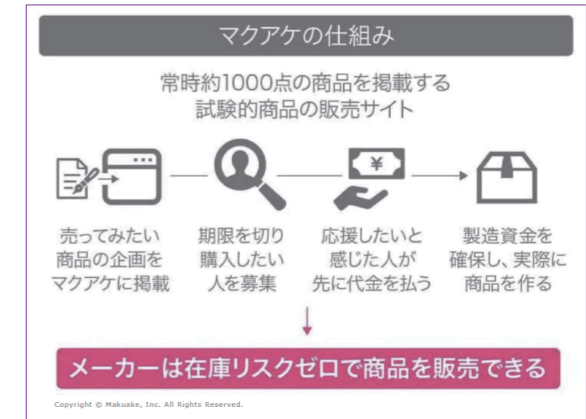 マクアケの仕組み
常時約1000点の商品を掲載する
試験的商品の販売サイト
¥
売ってみたい
商品の企画を
マクアケに掲載
期限を切り
購入したい
人を募集
応援したいと
感じた人が
先に代金を払う
製造資金を
確保し、実際に
商品を作る
メーカーは在庫リスクゼロで商品を販売できる
Copyright © Makuake, Inc. All Rights Reserved.